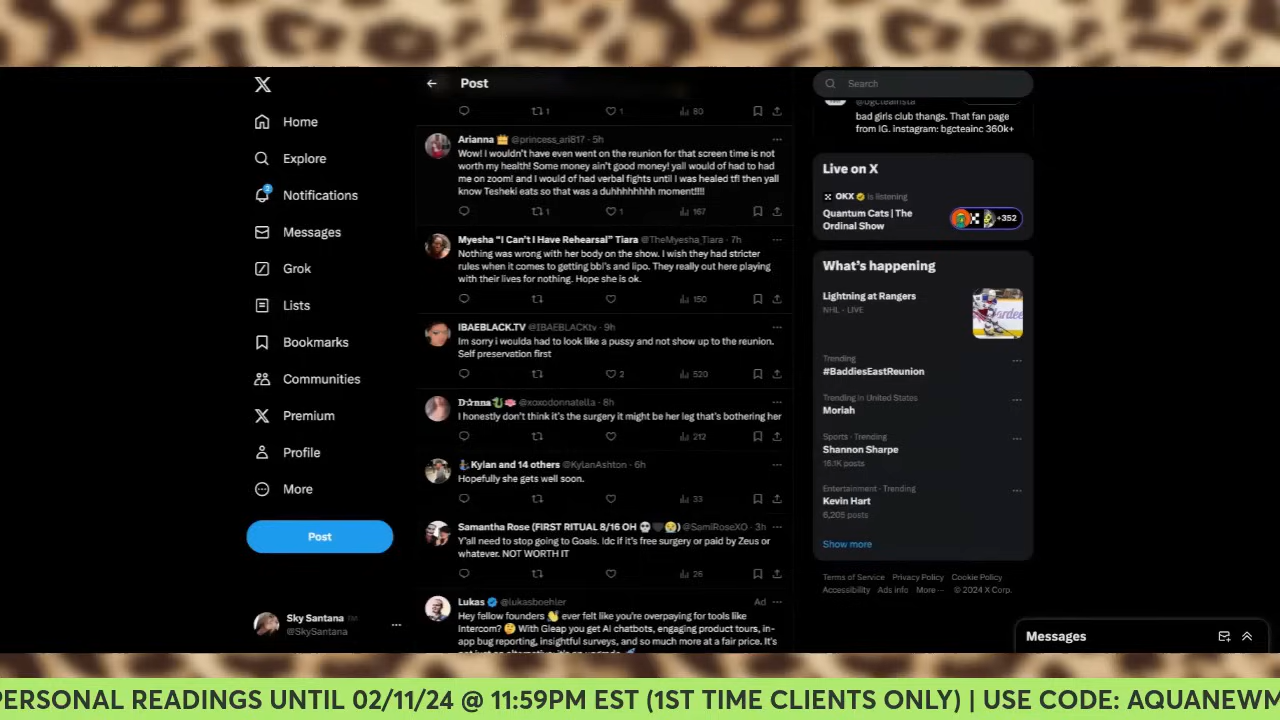 Home
Explore
2
Notifications
Messages
Grok
Lists
Bookmarks
Communities
Premium
Profile
More
Post
Sky Santana
@SkySantana
Post
1
1
80
Arianna 👑 @princess_ari817 · 5h
Wow! I wouldn't have even went on the reunion for that screen time is not
worth my health! Some money ain't good money! yall would of had to had
me on zoom! and I would of had verbal fights until I was healed tf! then yall
know Tesheki eats so that was a duhhhhhhhh moment!!!!
1
1
167
Myesha “I Can't I Have Rehearsal” Tiara @TheMyesha_Tiara · 7h
Nothing was wrong with her body on the show. I wish they had stricter
rules when it comes to getting bbl's and lipo. They really out here playing
with their lives for nothing. Hope she is ok.
150
IBAEBLACK.TV @IBAEBLACKtv · 9h
Im sorry i woulda had to look like a pussy and not show up to the reunion.
Self preservation first
2
520
@xoxodonnatella · 8h
I honestly don't think it's the surgery it might be her leg that's bothering her
212
Kylan and 14 others @KylanAshton · 6h
Hopefully she gets well soon.
33
Samantha Rose (FIRST RITUAL 8/16 OH 💀🖤😢) @SamiRoseXO · 3h
Y'all need to stop going to Goals. Idc if it's free surgery or paid by Zeus or
whatever. NOT WORTH IT
26
Lukas @lukasboehler Ad
Hey fellow founders 👋 ever felt like you're overpaying for tools like
Intercom? 🤔 With Gleap you get AI chatbots, engaging product tours, in-
app bug reporting, insightful surveys, and so much more at a fair price. It's
Search
bad girls club thangs. That fan page
from IG. instagram: bgcteainc 360k+
Live on X
OKX is listening
Quantum Cats | The
Ordinal Show
+352
What's happening
Lightning at Rangers
NHL · LIVE
Trending
#BaddiesEastReunion
Trending in United States
Moriah
Sports · Trending
Shannon Sharpe
16.1K posts
Entertainment · Trending
Kevin Hart
6,205 posts
Show more
Terms of Service Privacy Policy Cookie Policy
Accessibility Ads info More ··· © 2024 X Corp.
Messages
PERSONAL READINGS UNTIL 02/11/24 @ 11:59PM EST (1ST TIME CLIENTS ONLY) | USE CODE: AQUANEWM